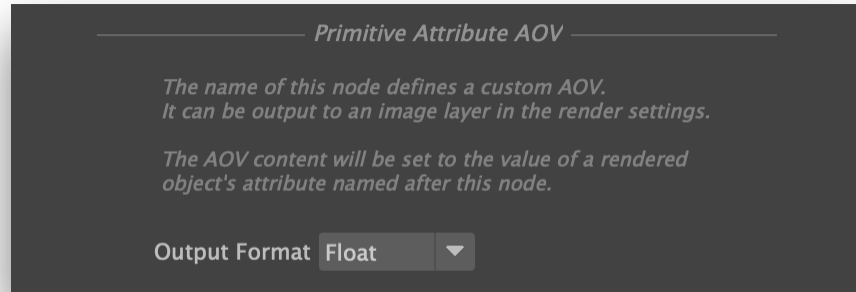 Primitive Attribute AOV
The name of this node defines a custom AOV.
It can be output to an image layer in the render settings.
The AOV content will be set to the value of a rendered
object's attribute named after this node.
Output Format Float